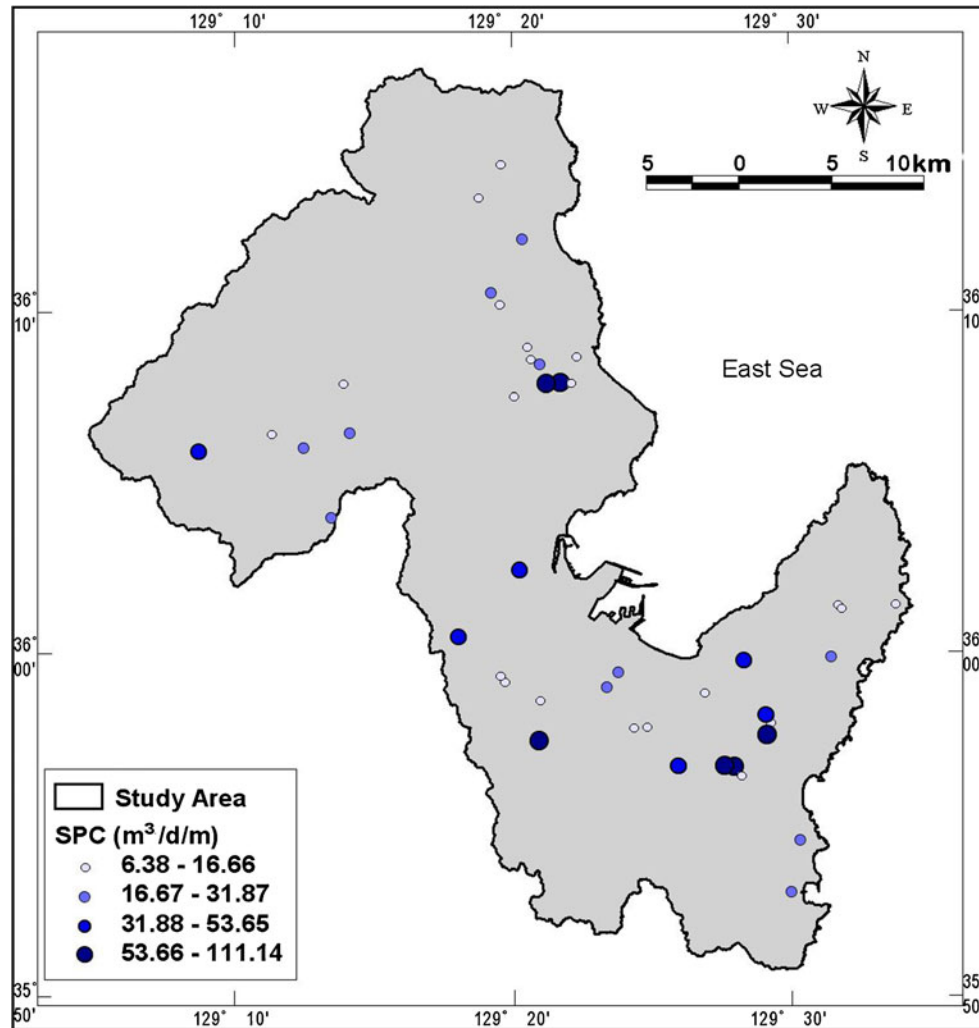 129° 10' 129° 20' 129° 30'
N
W E
S
5 0 5 10km
36°
10'
36
10
East Sea
36°
00'
36
00
Study Area
SPC (m³/d/m)
6.38 - 16.66
16.67 - 31.87
31.88 - 53.65
53.66 - 111.14
35°
50'
35
50
129° 10' 129° 20' 129° 30'